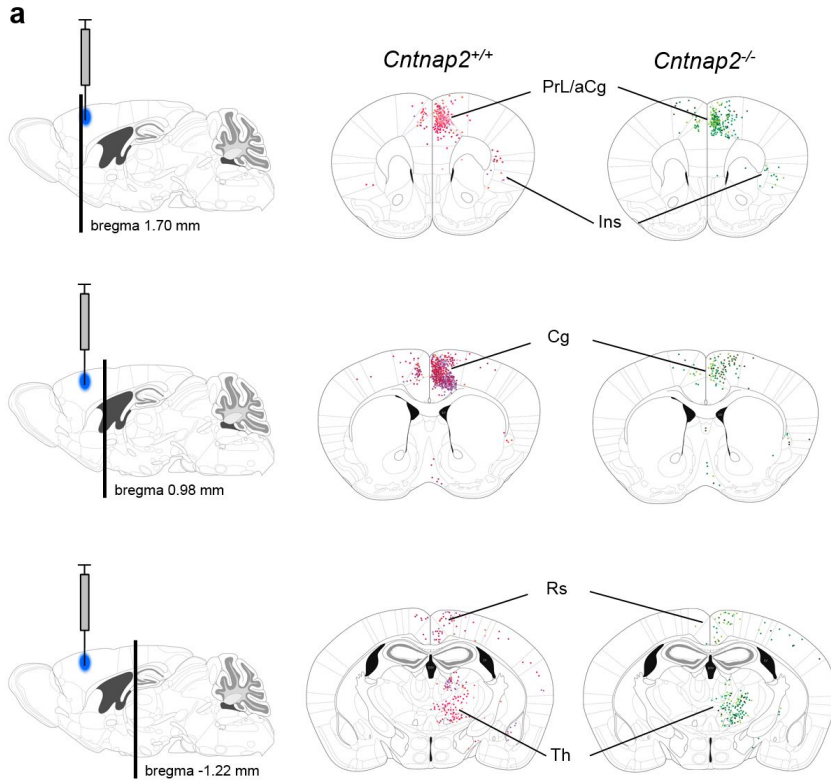 a
Cntnap2+/+
Cntnap2-/-
PrL/aCg
Ins
bregma 1.70 mm
Cg
bregma 0.98 mm
Rs
Th
bregma -1.22 mm